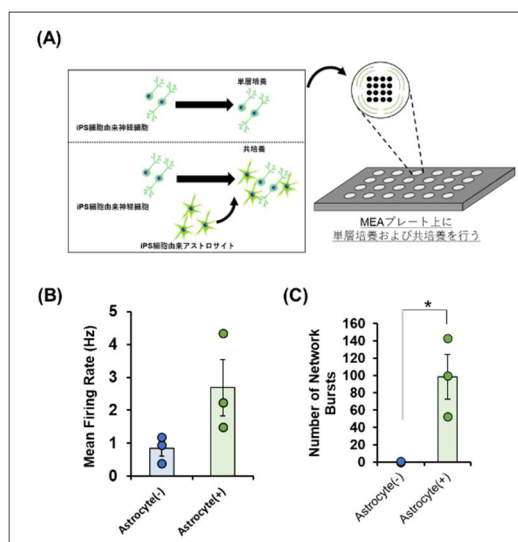 (A)
単層培養
iPS細胞由来神経細胞
共培養
iPS細胞由来神経細胞
iPS細胞由来アストロサイト
MEAプレート上に
単層培養および共培養を行う
(B)
Mean Firing Rate (Hz)
5
4
3
2
1
0
Astrocyte(-)
Astrocyte(+)
(C)
*
Number of Network
Bursts
160
140
120
100
80
60
40
20
0
Astrocyte(-)
Astrocyte(+)